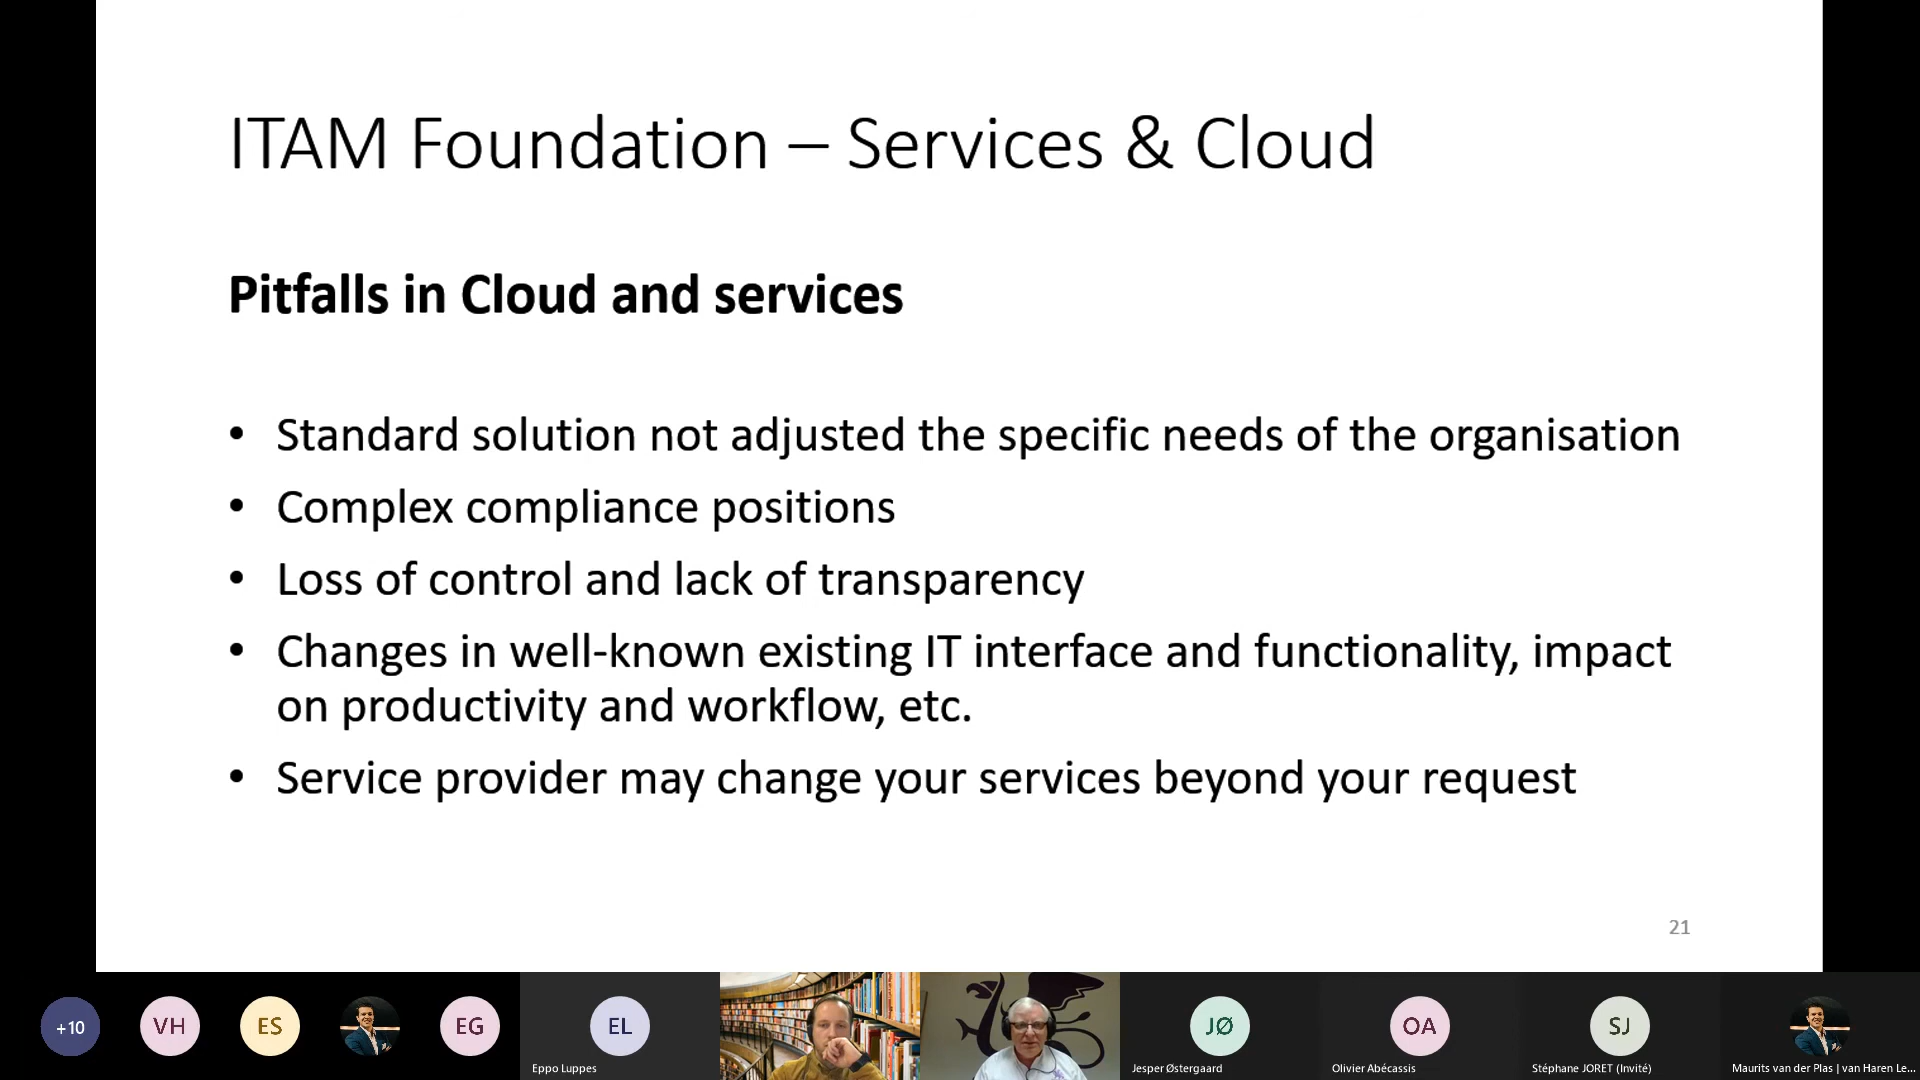 ITAM Foundation – Services & Cloud
Pitfalls in Cloud and services
• Standard solution not adjusted the specific needs of the organisation
• Complex compliance positions
• Loss of control and lack of transparency
• Changes in well-known existing IT interface and functionality, impact
on productivity and workflow, etc.
• Service provider may change your services beyond your request
21
+10
VH
ES
EG
EL
JØ
OA
SJ
Eppo Luppes
Jesper Østergaard
Olivier Abécassis
Stéphane JORET (Invité)
Maurits van der Plas | van Haren Le...